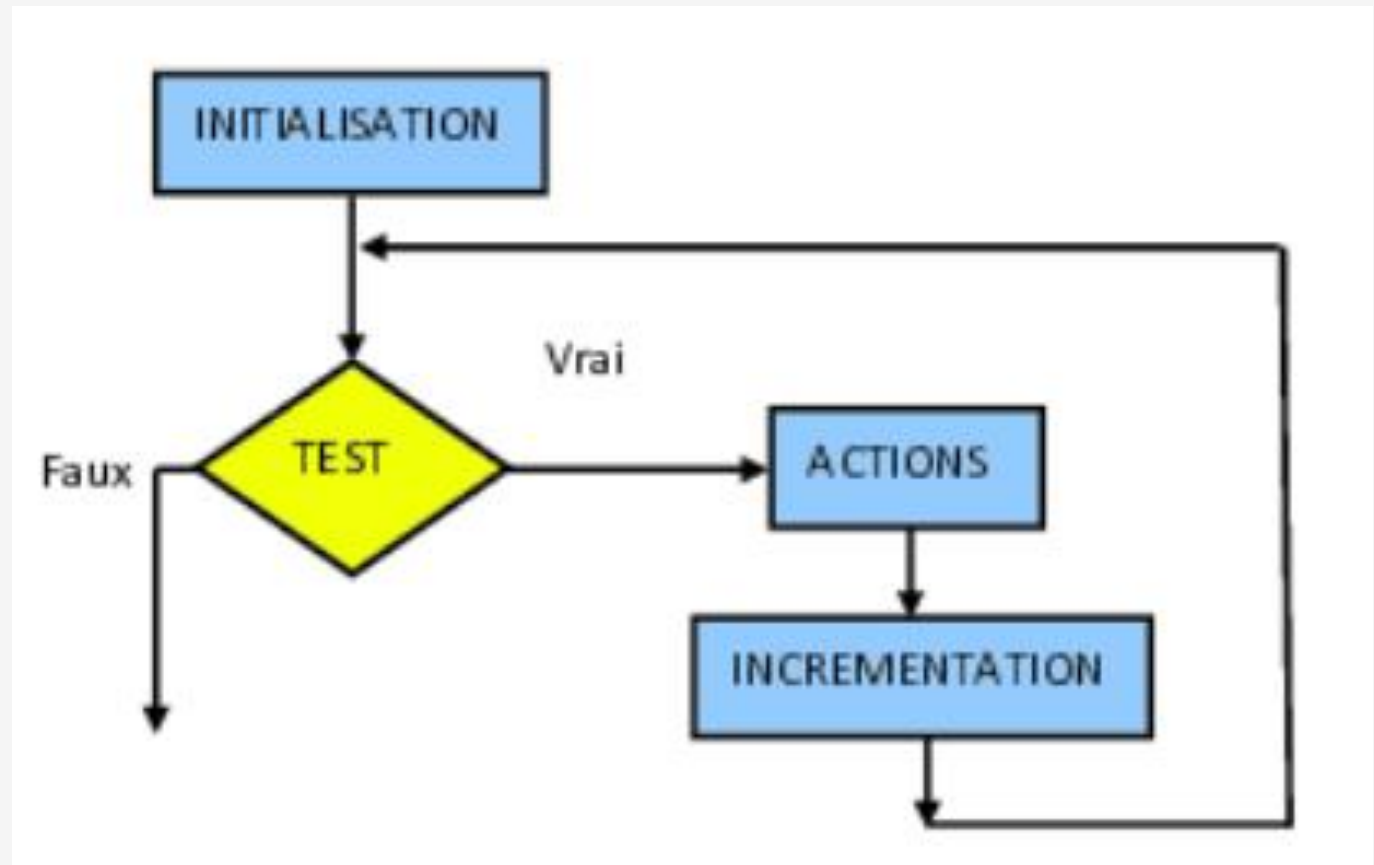 INITIALISATION
Vrai
TEST
Faux
ACTIONS
INCREMENTATION